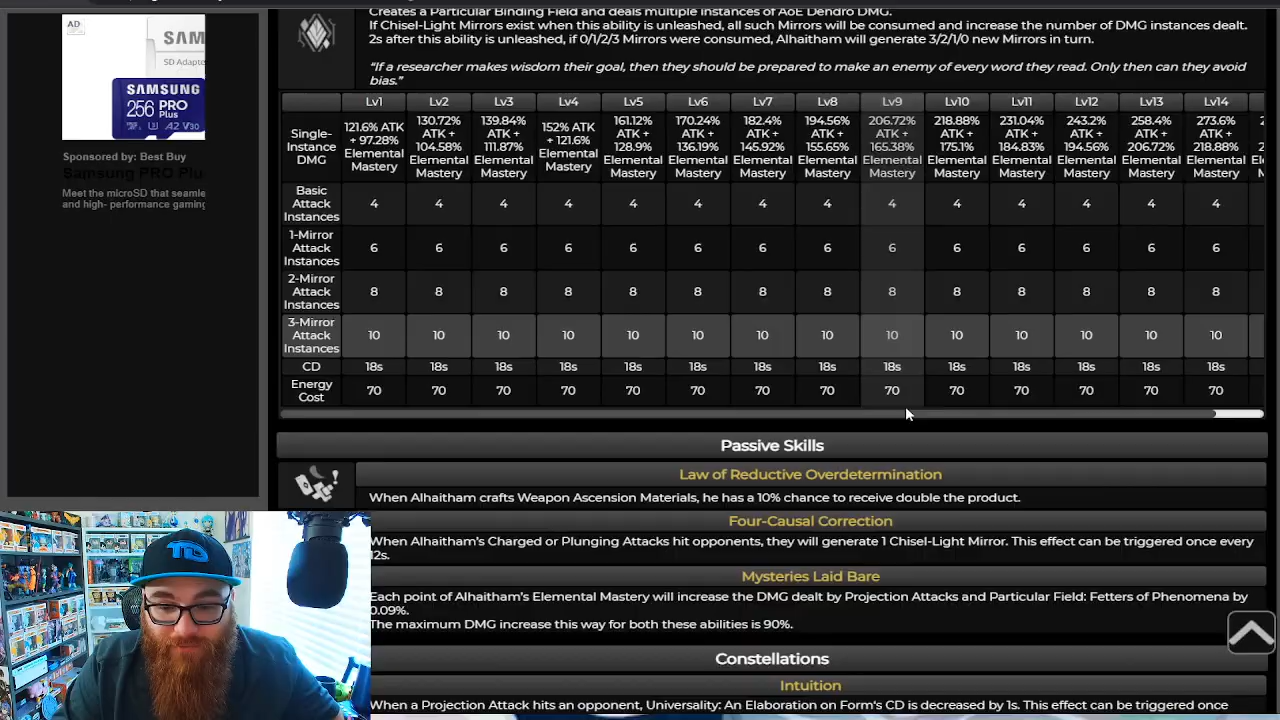 Creates a Particular Binding Field and deals multiple instances of AoE Dendro DMG.
If Chisel-Light Mirrors exist when this ability is unleashed, all such Mirrors will be consumed and increase the number of DMG instances dealt.
2s after this ability is unleashed, if 0/1/2/3 Mirrors were consumed, Alhaitham will generate 3/2/1/0 new Mirrors in turn.
"If a researcher makes wisdom their goal, then they should be prepared to make an enemy of every word they read. Only then can they avoid
bias."
AD
SAM
SD Adapte
SAMSUNG
256 PRO
Plus
U3 A2 V30
Sponsored by: Best Buy
Samsung PRO Plu
Meet the microSD that seamle
and high- performance gaming
Lv1 Lv2 Lv3 Lv4 Lv5 Lv6 Lv7 Lv8 Lv9 Lv10 Lv11 Lv12 Lv13 Lv14
Single-Instance DMG 121.6% ATK + 97.28% Elemental Mastery 130.72% ATK + 104.58% Elemental Mastery 139.84% ATK + 111.87% Elemental Mastery 152% ATK + 121.6% Elemental Mastery 161.12% ATK + 128.9% Elemental Mastery 170.24% ATK + 136.19% Elemental Mastery 182.4% ATK + 145.92% Elemental Mastery 194.56% ATK + 155.65% Elemental Mastery ATK + 165.38% Elemental Mastery 218.88% ATK + 175.1% Elemental Mastery 231.04% ATK + 184.83% Elemental Mastery 243.2% ATK + 194.56% Elemental Mastery 258.4% ATK + 206.72% Elemental Mastery 273.6% ATK + 218.88% Elemental Mastery
Basic Attack Instances 4 4 4 4 4 4 4 4 4 4 4 4 4 4
1-Mirror Attack Instances 6 6 6 6 6 6 6 6 6 6 6 6 6 6
2-Mirror Attack Instances 8 8 8 8 8 8 8 8 8 8 8 8 8 8
3-Mirror Attack Instances 10 10 10 10 10 10 10 10 10 10 10 10 10 10
CD 18s 18s 18s 18s 18s 18s 18s 18s 18s 18s 18s 18s 18s 18s
Energy Cost 70 70 70 70 70 70 70 70 70 70 70 70 70 70
Passive Skills
Law of Reductive Overdetermination
When Alhaitham crafts Weapon Ascension Materials, he has a 10% chance to receive double the product.
Four-Causal Correction
When Alhaitham's Charged or Plunging Attacks hit opponents, they will generate 1 Chisel-Light Mirror. This effect can be triggered once every
12s.
Mysteries Laid Bare
Each point of Alhaitham's Elemental Mastery will increase the DMG dealt by Projection Attacks and Particular Field: Fetters of Phenomena by
0.09%.
The maximum DMG increase this way for both these abilities is 90%.
Constellations
Intuition
When a Projection Attack hits an opponent, Universality: An Elaboration on Form's CD is decreased by 1s. This effect can be triggered once